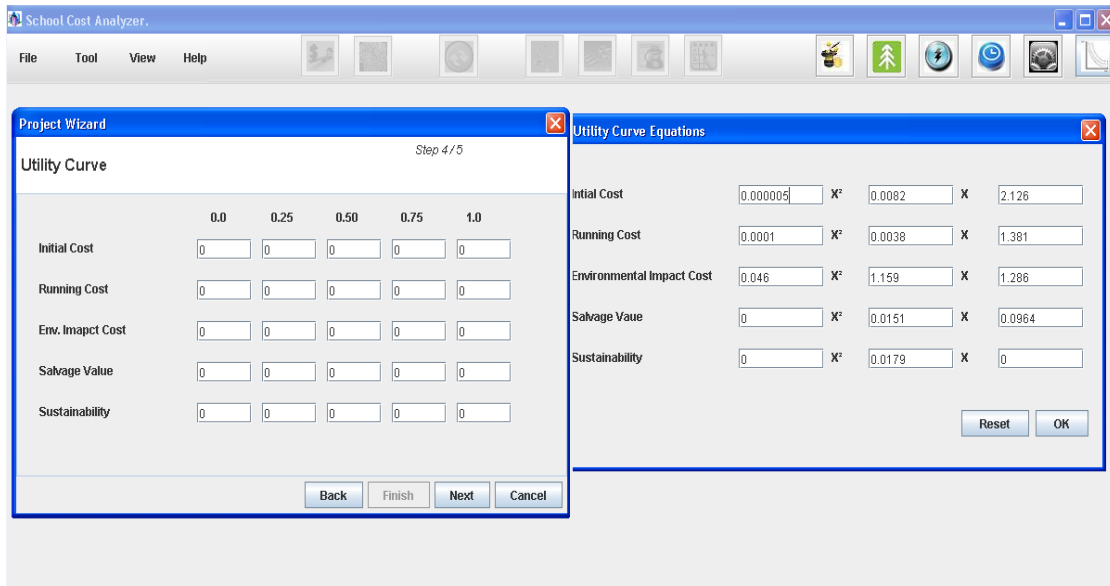 School Cost Analyzer.
File Tool View Help
Project Wizard
Step 4 / 5
Utility Curve
0.0 0.25 0.50 0.75 1.0
Initial Cost 0 0 0 0 0
Running Cost 0 0 0 0 0
Env. Imapct Cost 0 0 0 0 0
Salvage Value 0 0 0 0 0
Sustainability 0 0 0 0 0
Back Finish Next Cancel
Utility Curve Equations
Intial Cost 0.000005 X² 0.0082 X 2.126
Running Cost 0.0001 X² 0.0038 X 1.381
Environmental Impact Cost 0.046 X² 1.159 X 1.286
Salvage Vaue 0 X² 0.0151 X 0.0964
Sustainability 0 X² 0.0179 X 0
Reset OK